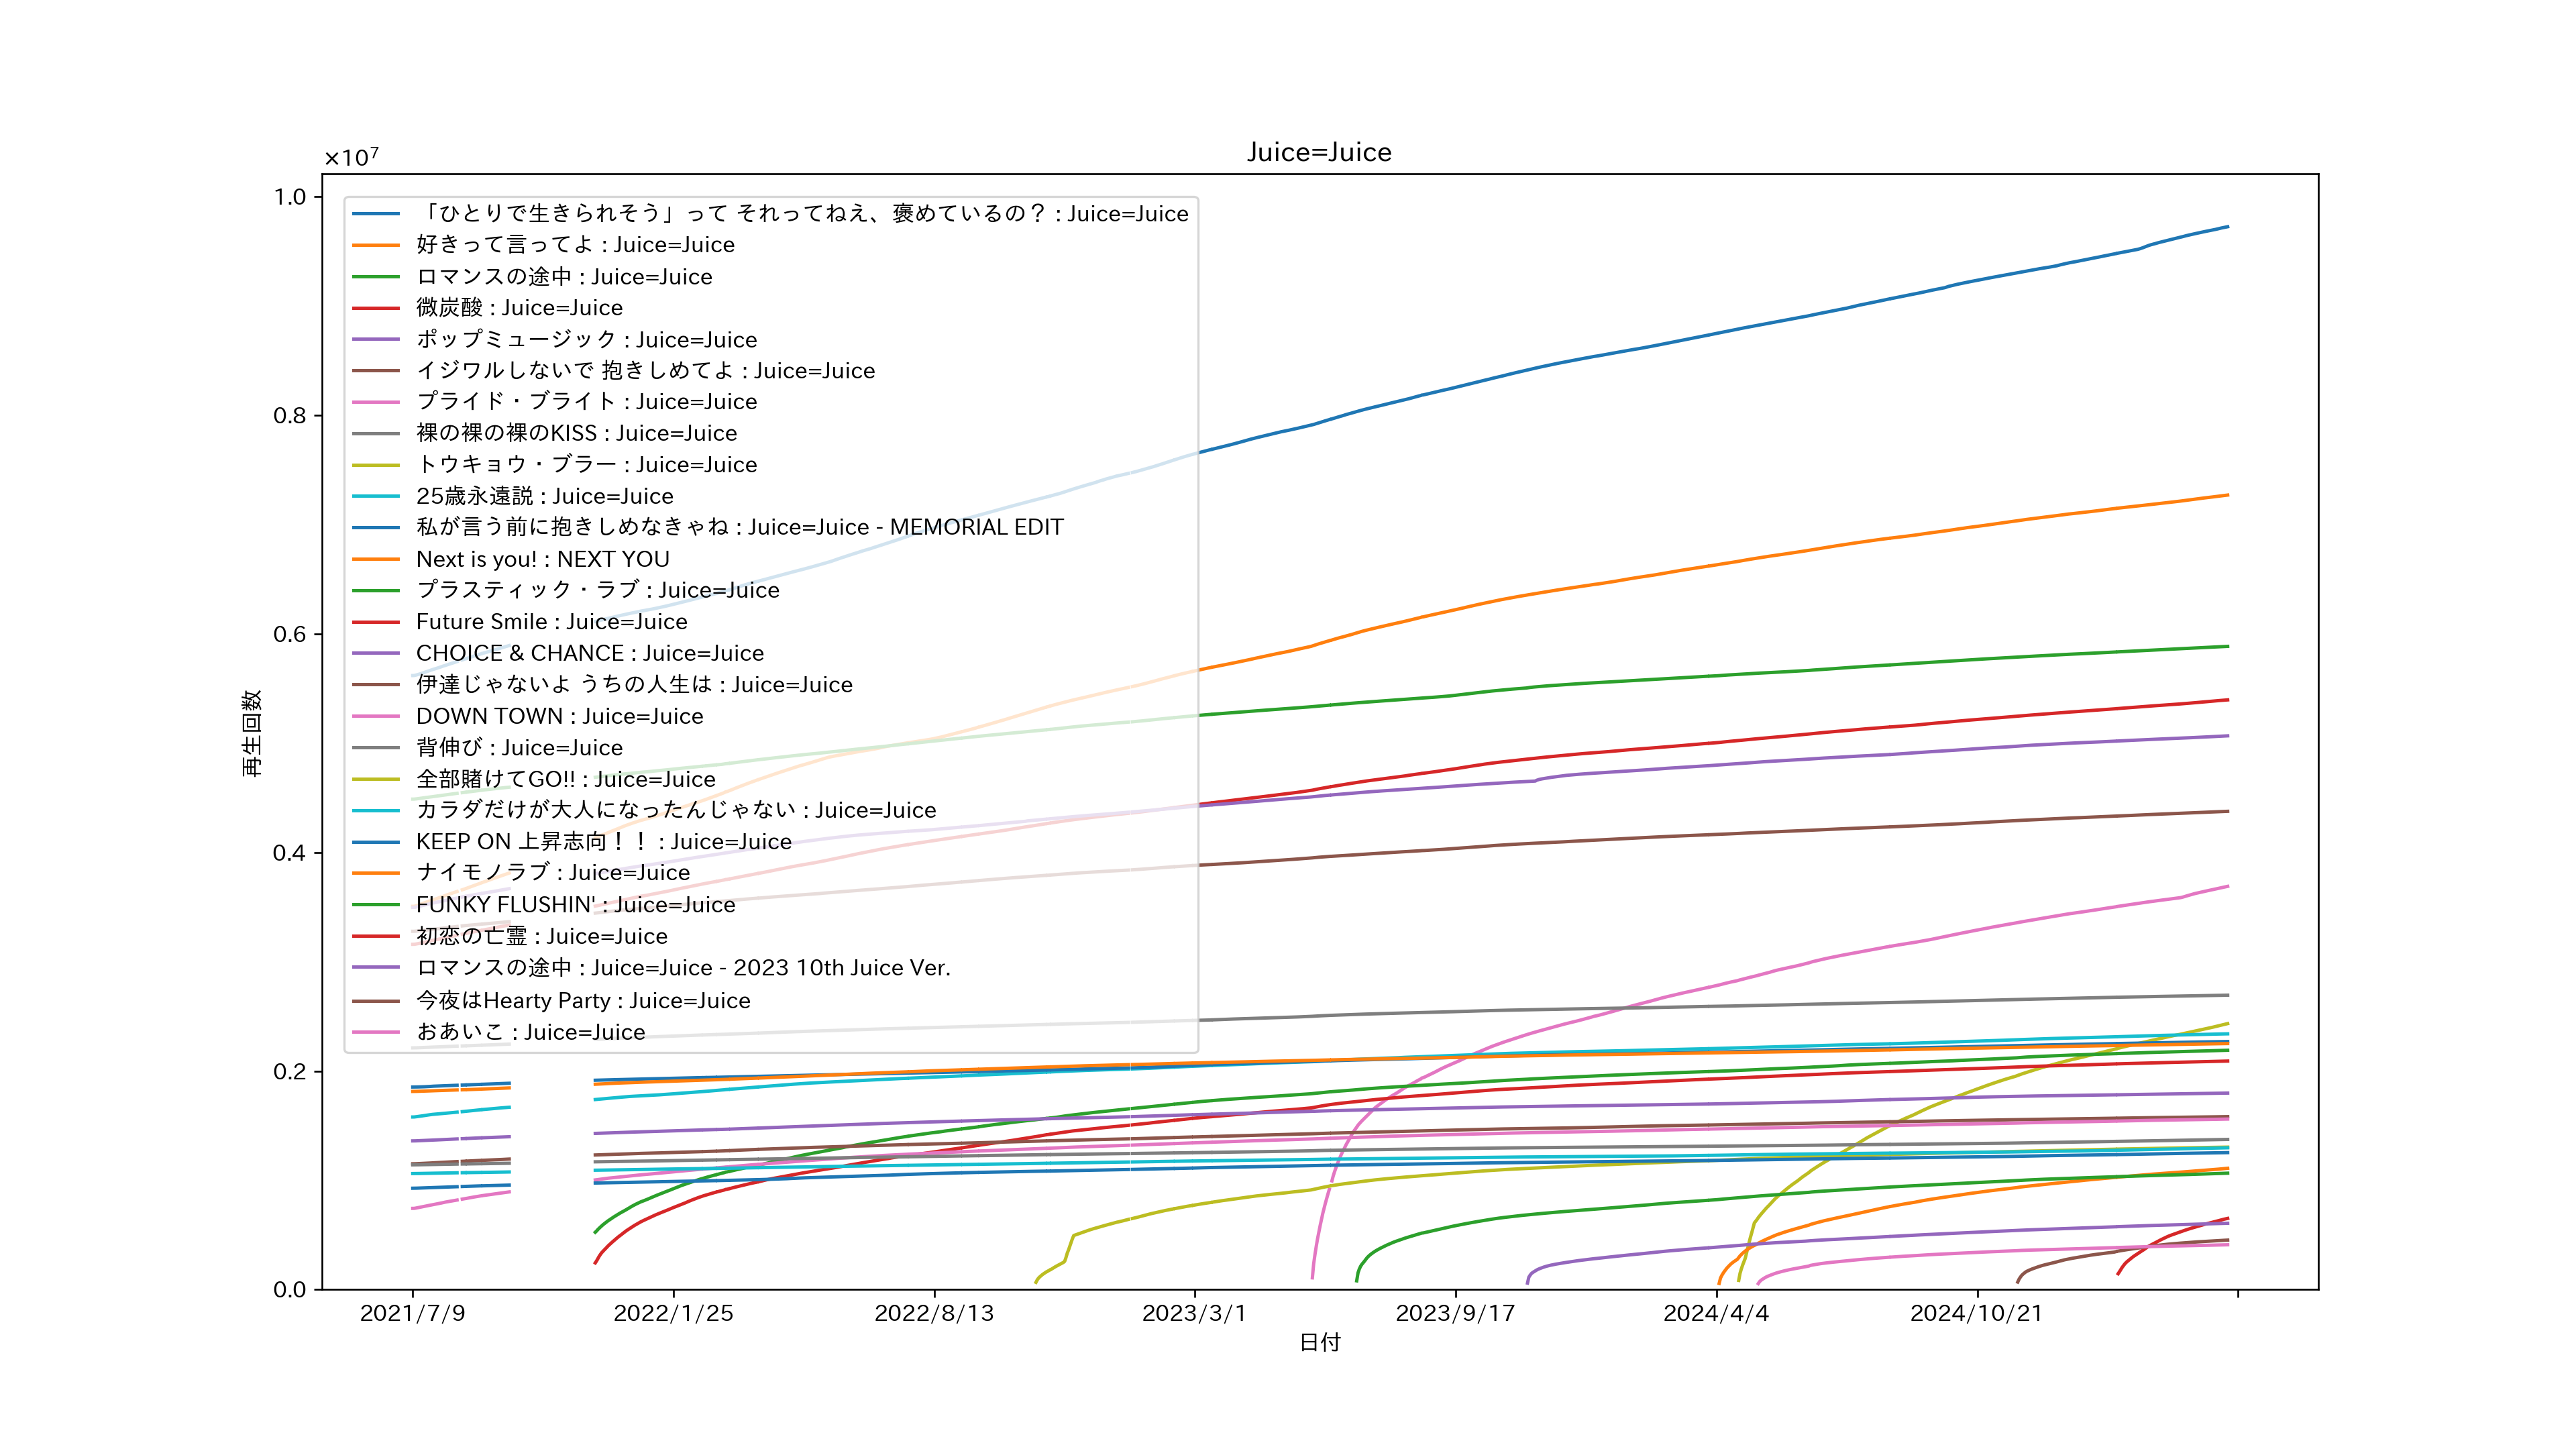 Juice=Juice
×10⁷
1.0
0.8
0.6
0.4
0.2
0.0
再生回数
「ひとりで生きられそう」って それってねえ、褒めているの？ : Juice=Juice
好きって言ってよ : Juice=Juice
ロマンスの途中 : Juice=Juice
微炭酸 : Juice=Juice
ポップミュージック : Juice=Juice
イジワルしないで 抱きしめてよ : Juice=Juice
プライド・ブライト : Juice=Juice
裸の裸の裸のKISS : Juice=Juice
トウキョウ・ブラー : Juice=Juice
25歳永遠説 : Juice=Juice
私が言う前に抱きしめなきゃね : Juice=Juice - MEMORIAL EDIT
Next is you! : NEXT YOU
プラスティック・ラブ : Juice=Juice
Future Smile : Juice=Juice
CHOICE & CHANCE : Juice=Juice
伊達じゃないよ うちの人生は : Juice=Juice
DOWN TOWN : Juice=Juice
背伸び : Juice=Juice
全部賭けてGO!! : Juice=Juice
カラダだけが大人になったんじゃない : Juice=Juice
KEEP ON 上昇志向！！ : Juice=Juice
ナイモノラブ : Juice=Juice
FUNKY FLUSHIN' : Juice=Juice
初恋の亡霊 : Juice=Juice
ロマンスの途中 : Juice=Juice - 2023 10th Juice Ver.
今夜はHearty Party : Juice=Juice
おあいこ : Juice=Juice
2021/7/9 2022/1/25 2022/8/13 2023/3/1 2023/9/17 2024/4/4 2024/10/21
日付